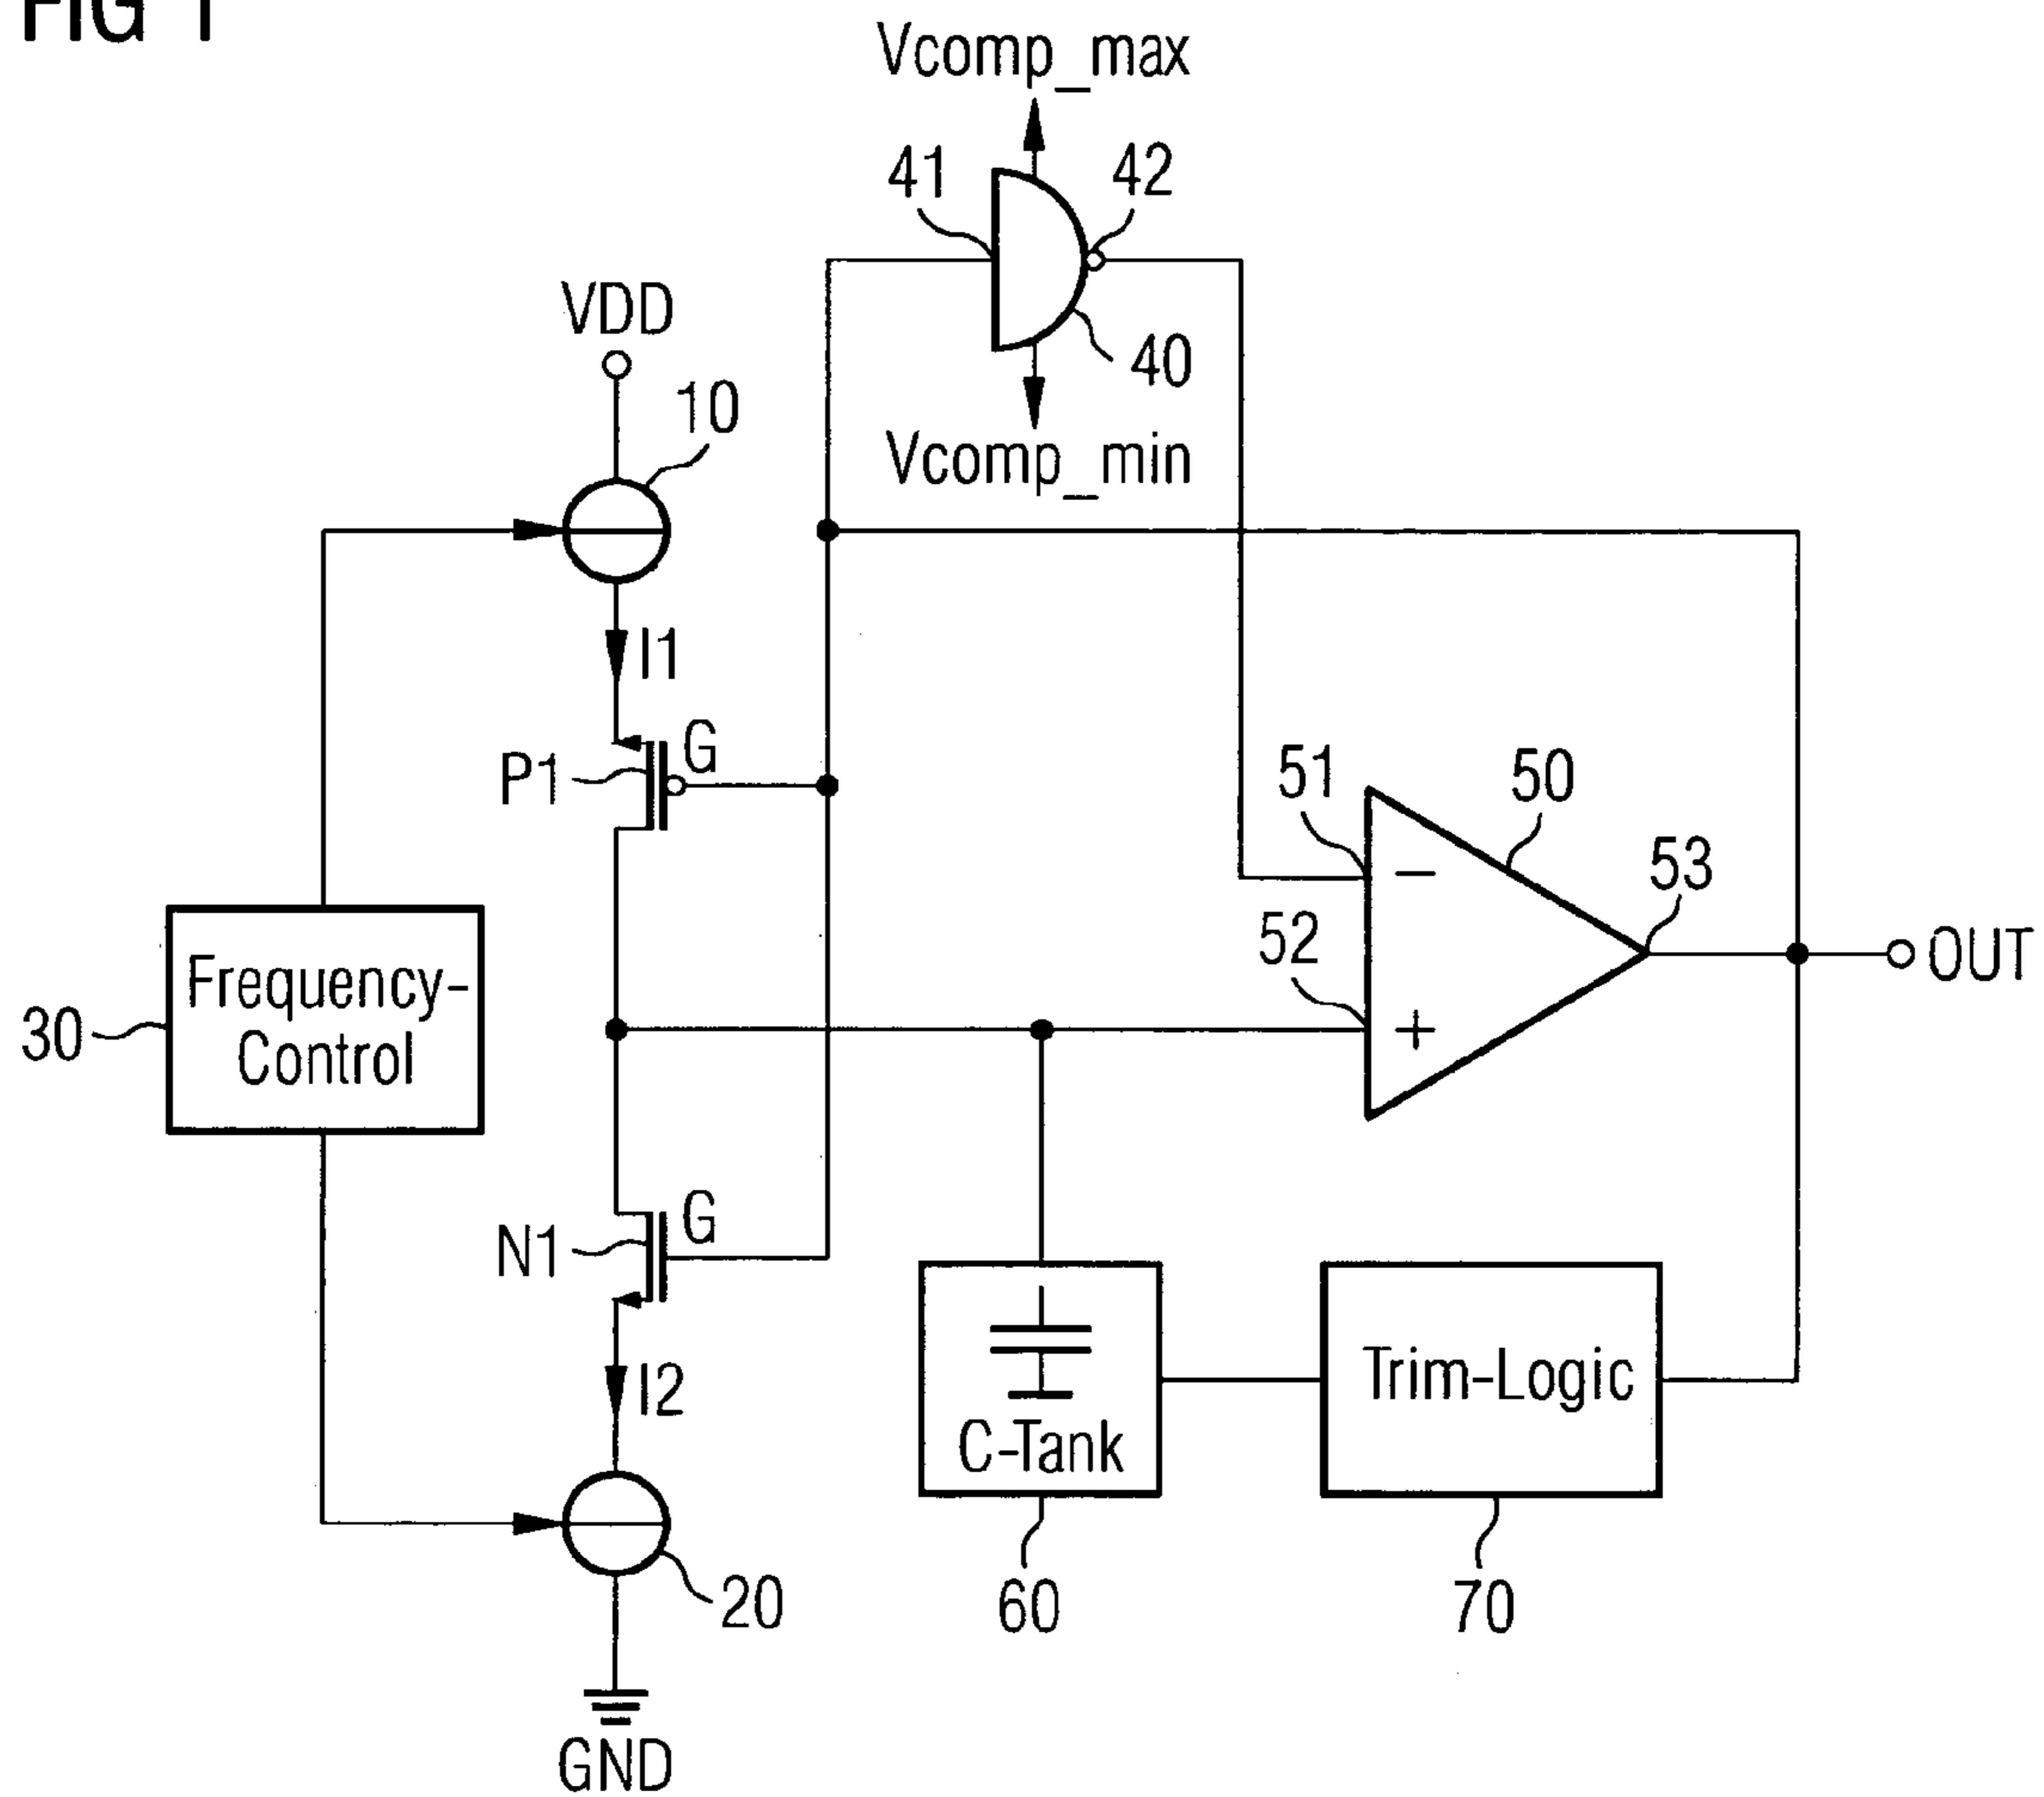 FIG 1
Vcomp_max
41
42
VDD
40
10
Vcomp_min
I1
G
P1
51
50
53
52
OUT
Frequency-
Control
30
+
G
N1
I2
Trim-Logic
C-Tank
20
60
70
GND